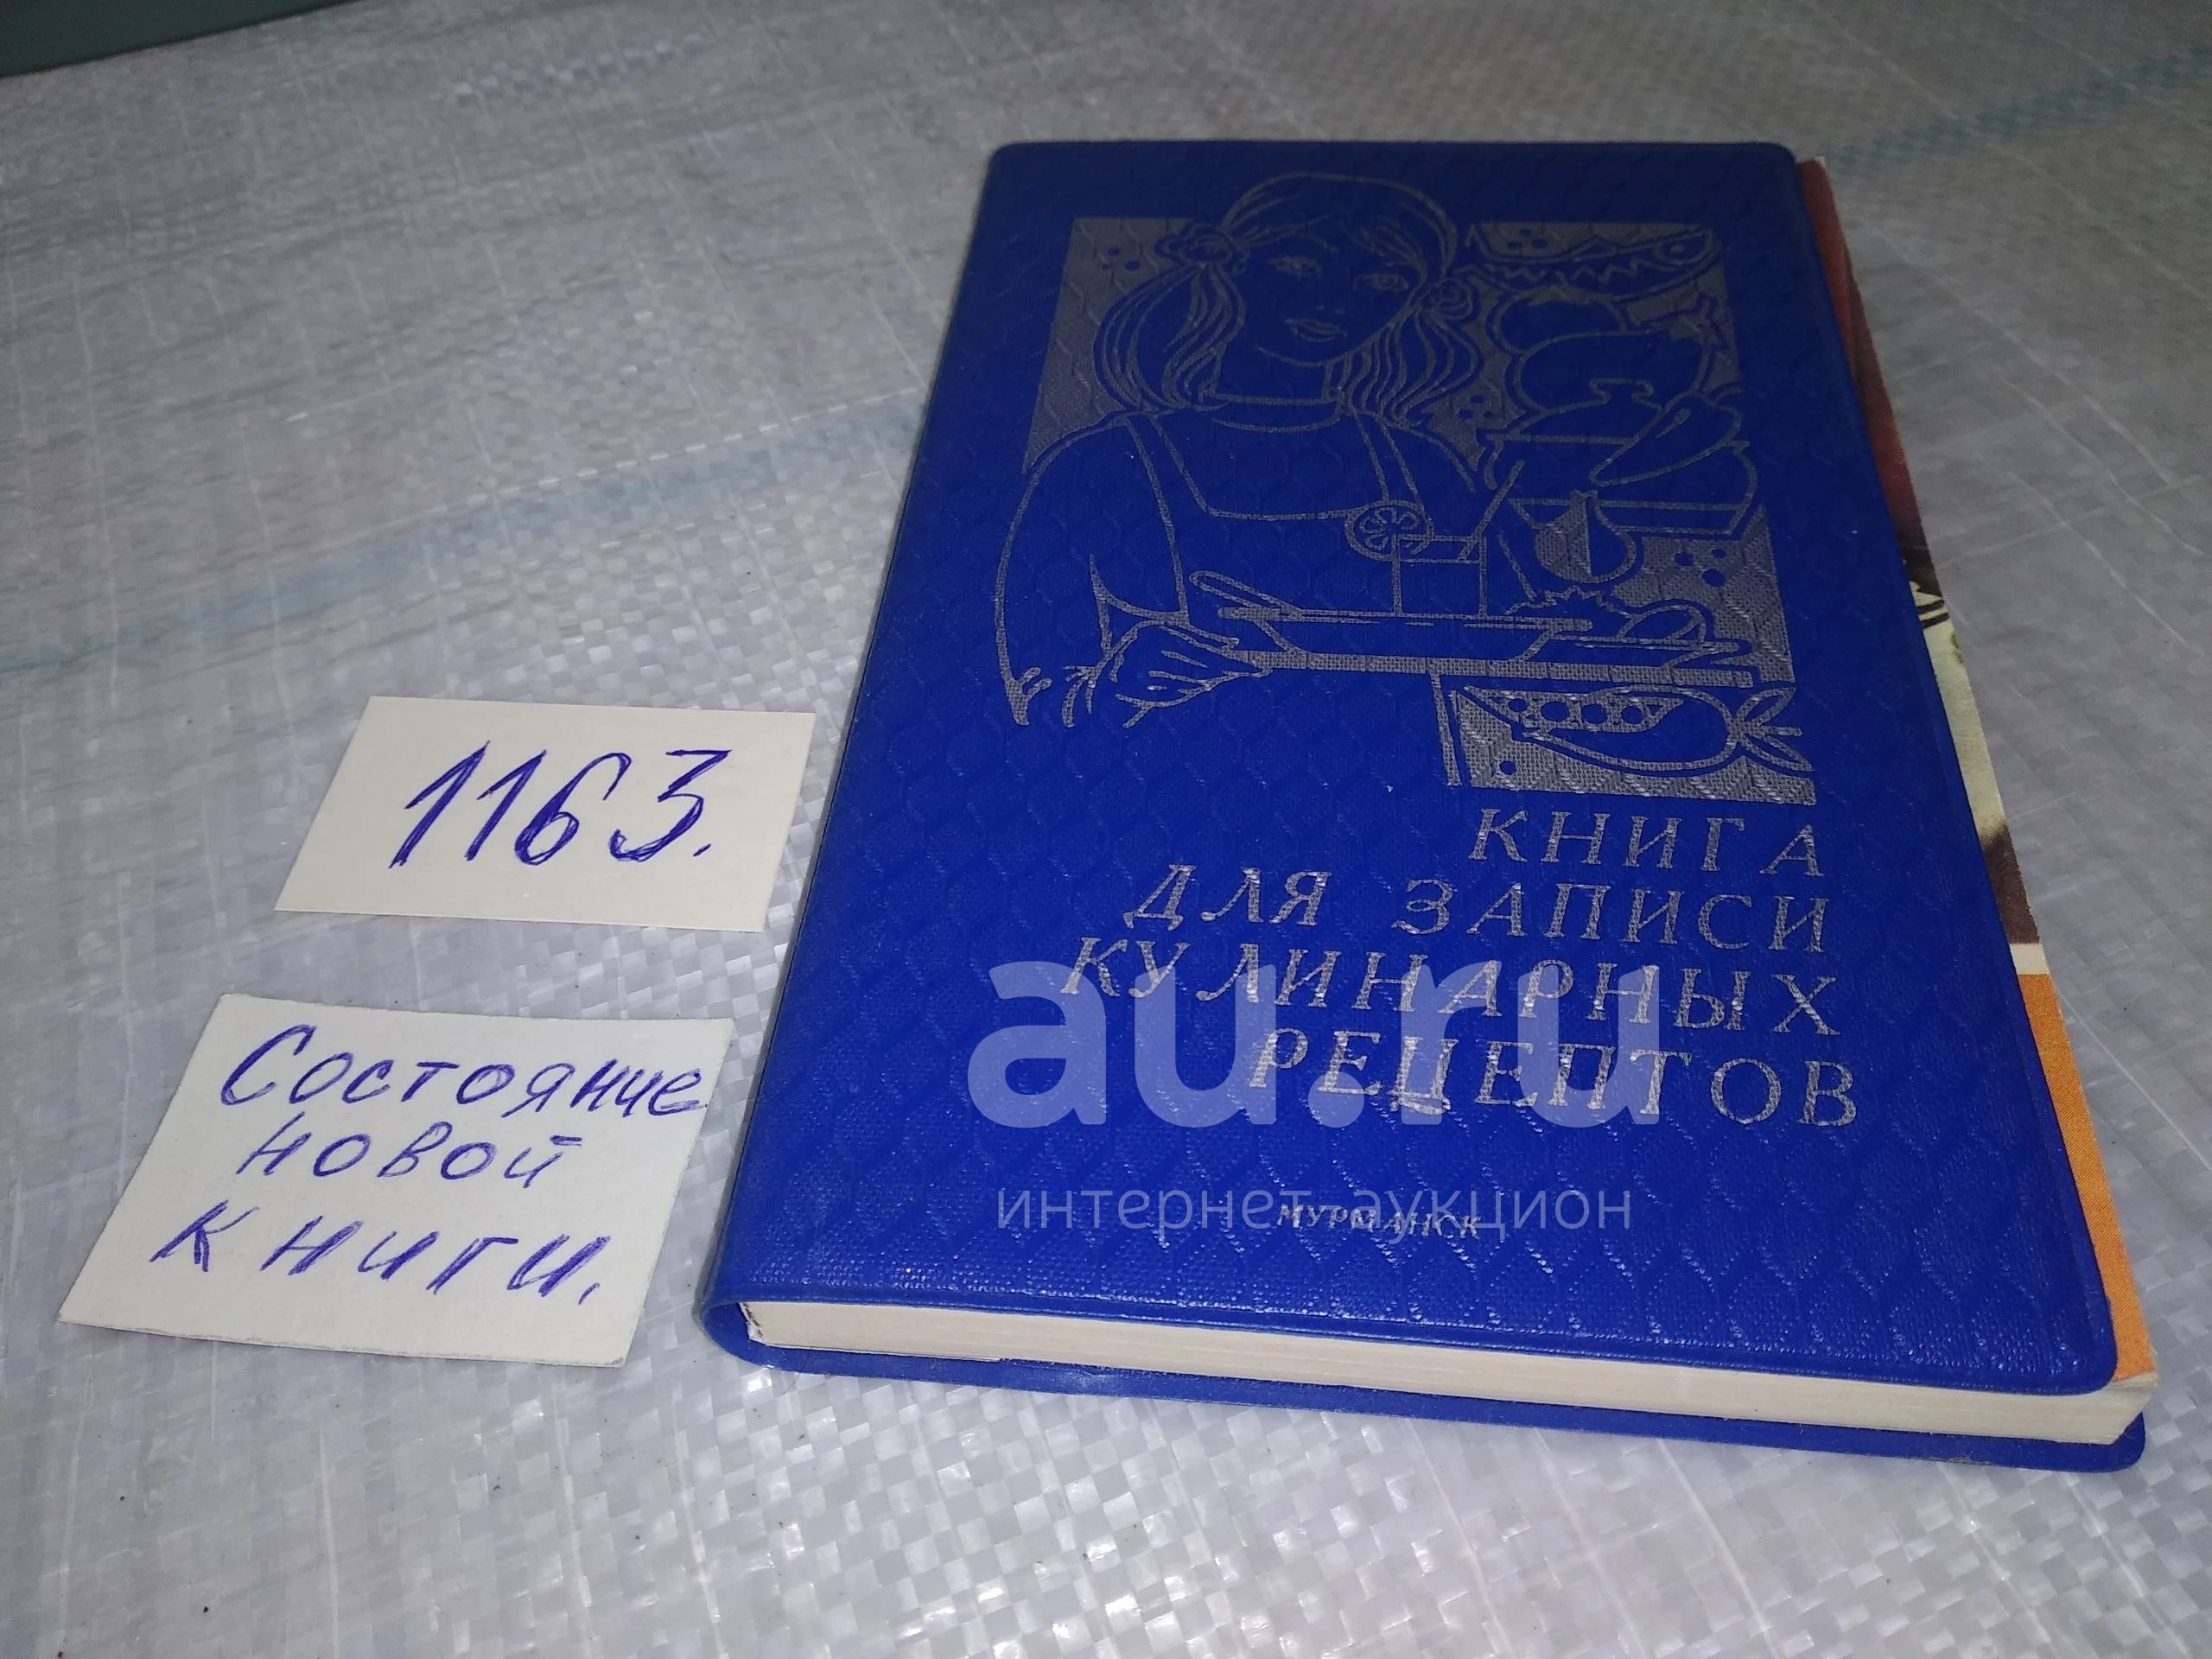 1163.
Состояние
новой
книги.
КНИГА
ДЛЯ ЗАПИСИ
КУЛИНАРНЫХ
РЕЦЕПТОВ
МУРМАНСК
au.ru
интернет-аукцион